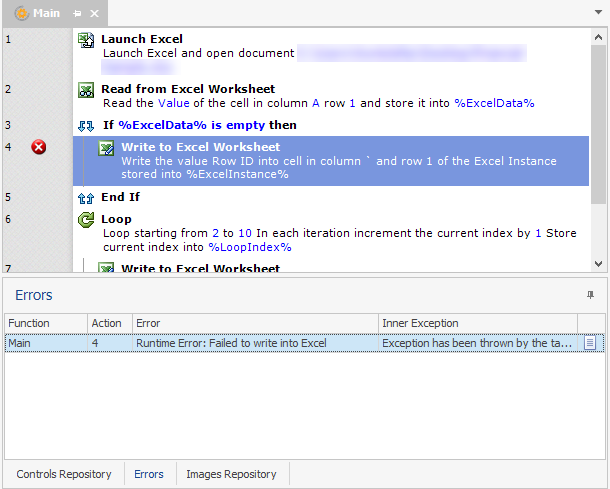 Main
1 Launch Excel
Launch Excel and open document
2 Read from Excel Worksheet
Read the Value of the cell in column A row 1 and store it into %ExcelData%
3 If %ExcelData% is empty then
4 Write to Excel Worksheet
Write the value Row ID into cell in column ` and row 1 of the Excel Instance
stored into %ExcelInstance%
5 End If
6 Loop
Loop starting from 2 to 10 In each iteration increment the current index by 1 Store
current index into %LoopIndex%
7 Write to Excel Worksheet
Errors
Function Action Error Inner Exception
Main 4 Runtime Error: Failed to write into Excel Exception has been thrown by the ta...
Controls Repository Errors Images Repository